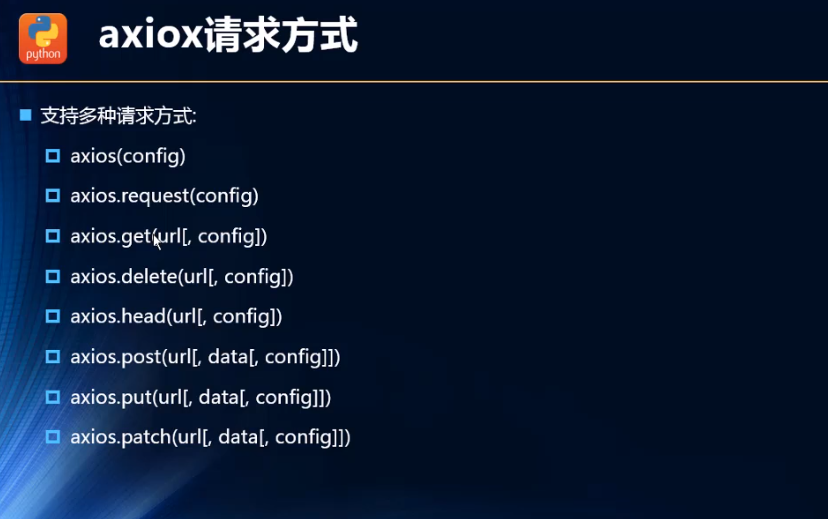 python
axiox请求方式
支持多种请求方式:
axios(config)
axios.request(config)
axios.get(url[, config])
axios.delete(url[, config])
axios.head(url[, config])
axios.post(url[, data[, config]])
axios.put(url[, data[, config]])
axios.patch(url[, data[, config]])